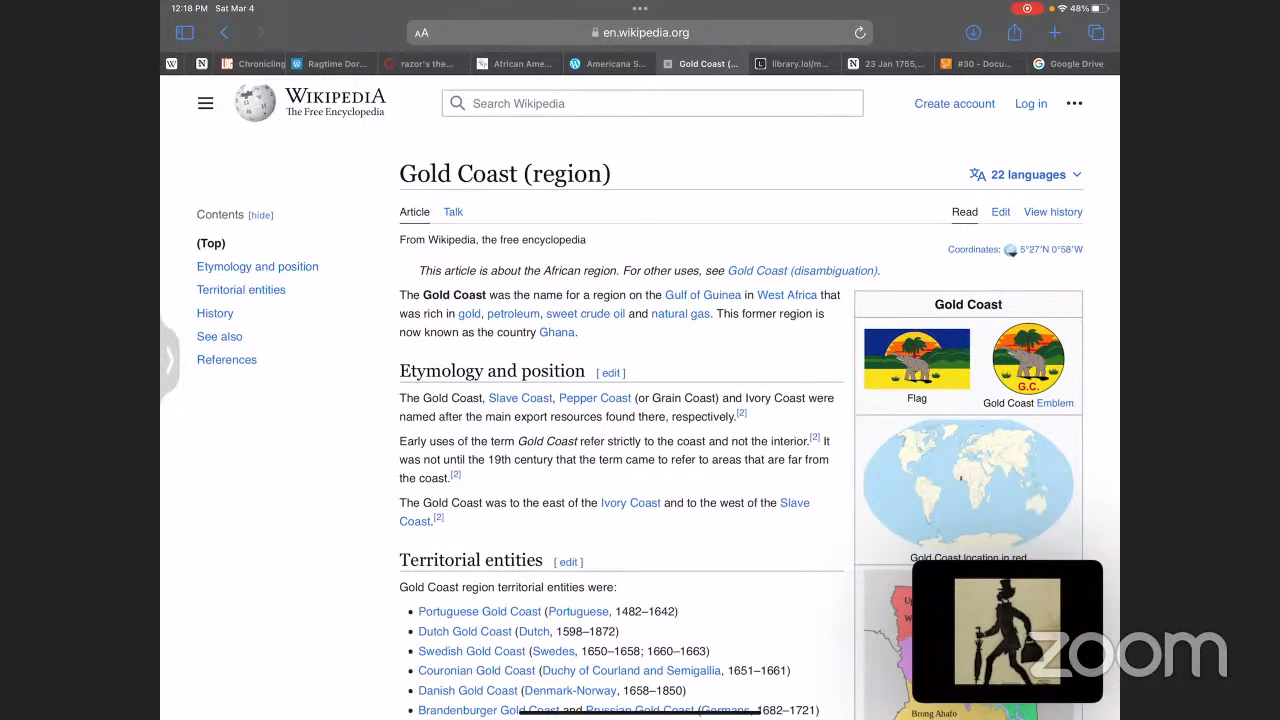 12:18 PM Sat Mar 4
48%
AA
en.wikipedia.org
Chronicling
Ragtime Dor...
razor's the...
African Ame...
Americana S...
Gold Coast (...
library.lol/m...
23 Jan 1755,...
#30 – Docu...
Google Drive
WIKIPEDIA
The Free Encyclopedia
Search Wikipedia
Create account
Log in
Gold Coast (region)
22 languages
Contents [hide]
(Top)
Etymology and position
Territorial entities
History
See also
References
Article Talk
Read Edit View history
From Wikipedia, the free encyclopedia
Coordinates: 5°27′N 0°58′W
This article is about the African region. For other uses, see Gold Coast (disambiguation).
The Gold Coast was the name for a region on the Gulf of Guinea in West Africa that
was rich in gold, petroleum, sweet crude oil and natural gas. This former region is
now known as the country Ghana.
Etymology and position [ edit ]
The Gold Coast, Slave Coast, Pepper Coast (or Grain Coast) and Ivory Coast were
named after the main export resources found there, respectively.[2]
Early uses of the term Gold Coast refer strictly to the coast and not the interior.[2] It
was not until the 19th century that the term came to refer to areas that are far from
the coast.[2]
The Gold Coast was to the east of the Ivory Coast and to the west of the Slave
Coast.[2]
Territorial entities [ edit ]
Gold Coast region territorial entities were:
• Portuguese Gold Coast (Portuguese, 1482–1642)
• Dutch Gold Coast (Dutch, 1598–1872)
• Swedish Gold Coast (Swedes, 1650–1658; 1660–1663)
• Couronian Gold Coast (Duchy of Courland and Semigallia, 1651–1661)
• Danish Gold Coast (Denmark-Norway, 1658–1850)
• Brandenburger Gold Coast and Prussian Gold Coast (Germans, 1682–1721)
Gold Coast
G.C.
Flag
Gold Coast Emblem
Gold Coast location in red
Brong Ahafo
zoom